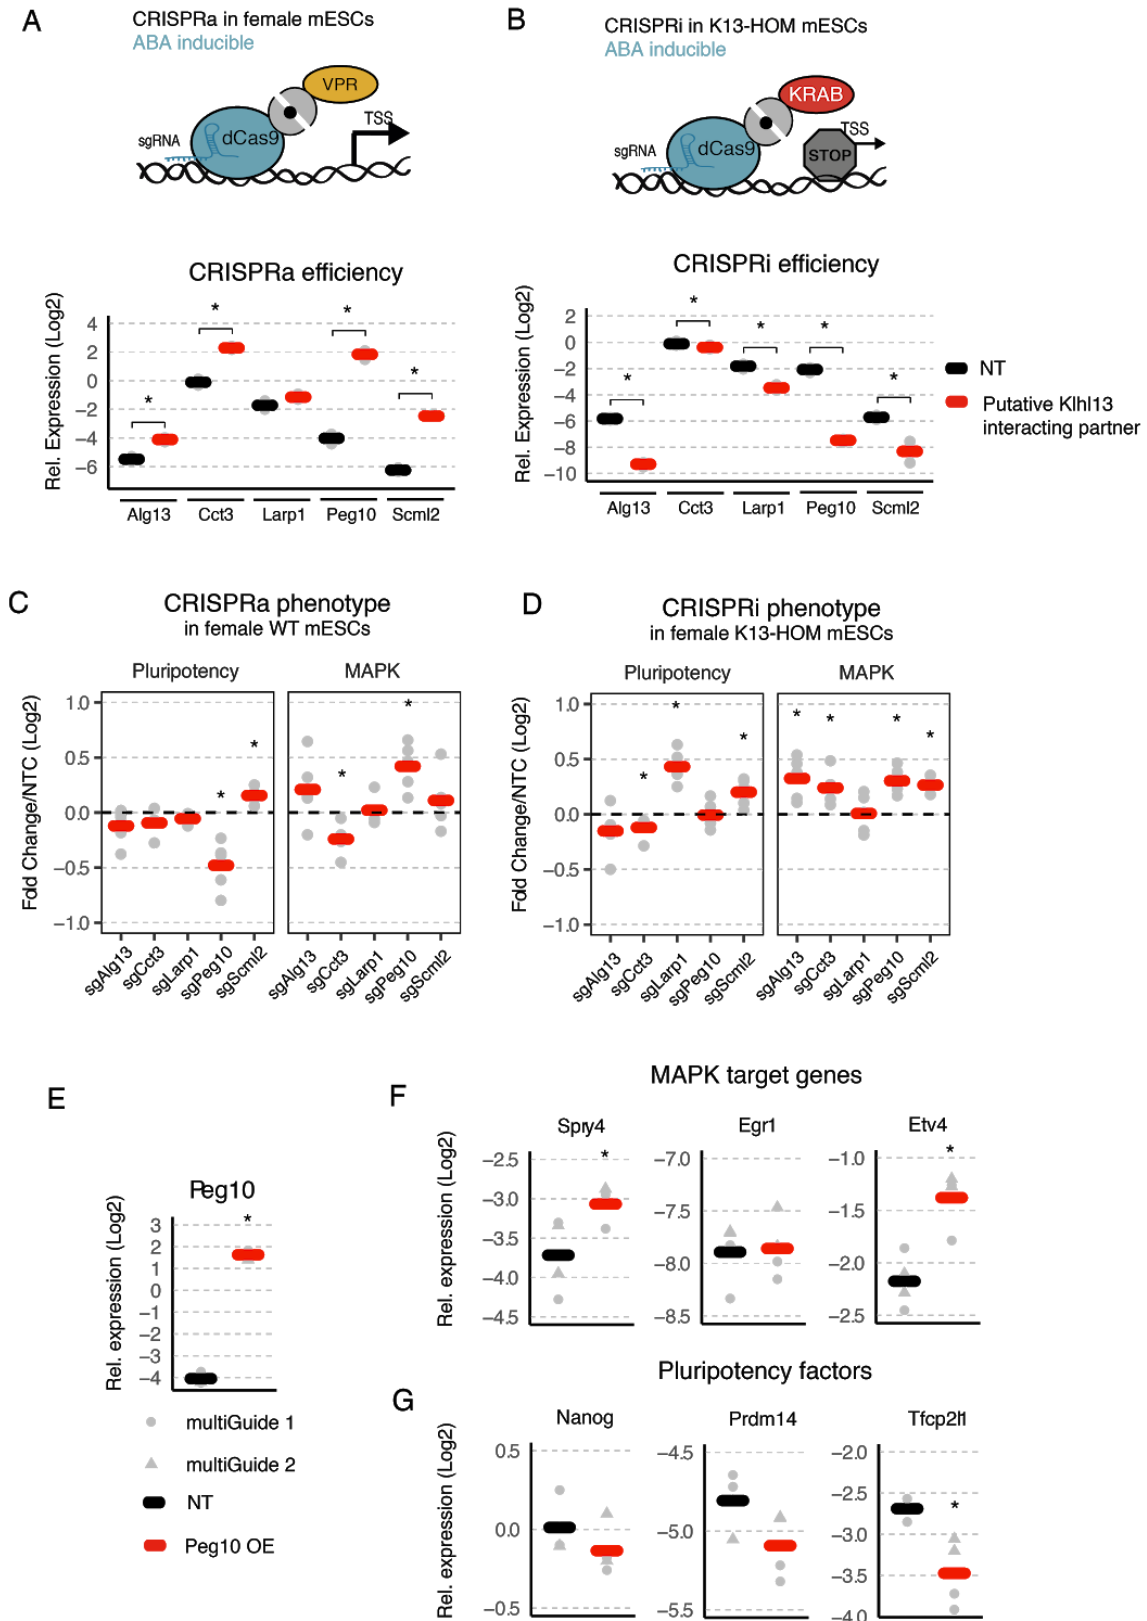 A
CRISPRa in female mESCs
ABA inducible
VPR
TSS
sgRNA
dCas9
B
CRISPRi in K13-HOM mESCs
ABA inducible
KRAB
TSS
sgRNA
dCas9
STOP
CRISPRa efficiency
Rel. Expression (Log2)
4
2
0
−2
−4
−6
*
*
*
*
Alg13 Cct3 Larp1 Peg10 Scml2
CRISPRi efficiency
Rel. Expression (Log2)
2
0
−2
−4
−6
−8
−10
*
*
*
*
*
Alg13 Cct3 Larp1 Peg10 Scml2
NT
Putative Klhl13
interacting partner
C
CRISPRa phenotype
in female WT mESCs
Pluripotency MAPK
Fold Change/NTC (Log2)
1.0
0.5
0.0
−0.5
−1.0
*
*
*
*
sgAlg13 sgCct3 sgLarp1 sgPeg10 sgScml2
sgAlg13 sgCct3 sgLarp1 sgPeg10 sgScml2
D
CRISPRi phenotype
in female K13-HOM mESCs
Pluripotency MAPK
Fold Change/NTC (Log2)
1.0
0.5
0.0
−0.5
−1.0
*
*
*
*
*
*
*
sgAlg13 sgCct3 sgLarp1 sgPeg10 sgScml2
sgAlg13 sgCct3 sgLarp1 sgPeg10 sgScml2
E
Peg10
Rel. expression (Log2)
3
2
1
0
−1
−2
−3
−4
*
multiGuide 1
multiGuide 2
NT
Peg10 OE
F
MAPK target genes
Rel. expression (Log2)
Spry4
−2.5
−3.0
−3.5
−4.0
−4.5
*
Egr1
−7.0
−7.5
−8.0
−8.5
Etv4
−1.0
−1.5
−2.0
−2.5
*
G
Pluripotency factors
Rel. expression (Log2)
Nanog
0.5
0.0
−0.5
Prdm14
−4.5
−5.0
−5.5
Tfcp2l1
−2.0
−2.5
−3.0
−3.5
−4.0
*